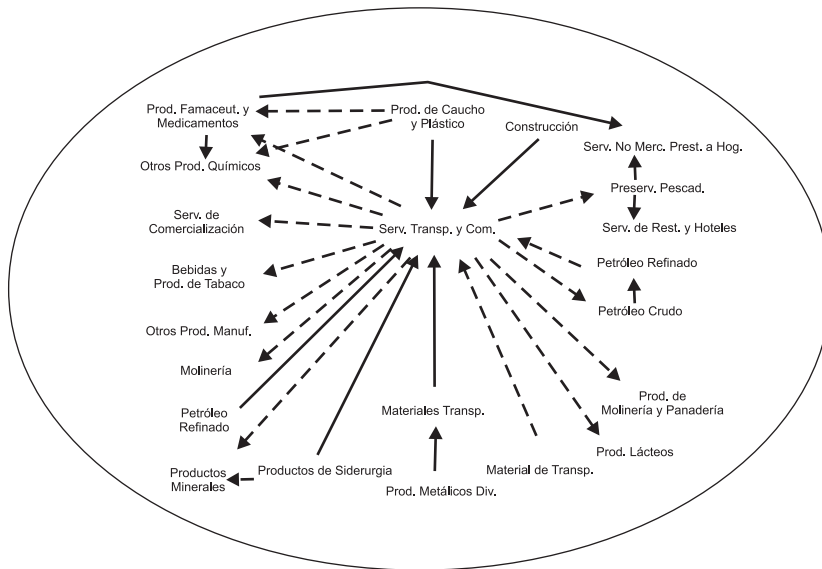 Prod. Famaceut. y
Medicamentos
Prod. de Caucho
y Plástico
Construcción
Serv. No Merc. Prest. a Hog.
Otros Prod. Químicos
Preserv. Pescad.
Serv. de
Comercialización
Serv. Transp. y Com.
Serv. de Rest. y Hoteles
Bebidas y
Prod. de Tabaco
Petróleo Refinado
Petróleo Crudo
Otros Prod. Manuf.
Molinería
Prod. de
Molinería y Panadería
Petróleo
Refinado
Materiales Transp.
Prod. Lácteos
Productos
Minerales
Productos de Siderurgia
Material de Transp.
Prod. Metálicos Div.